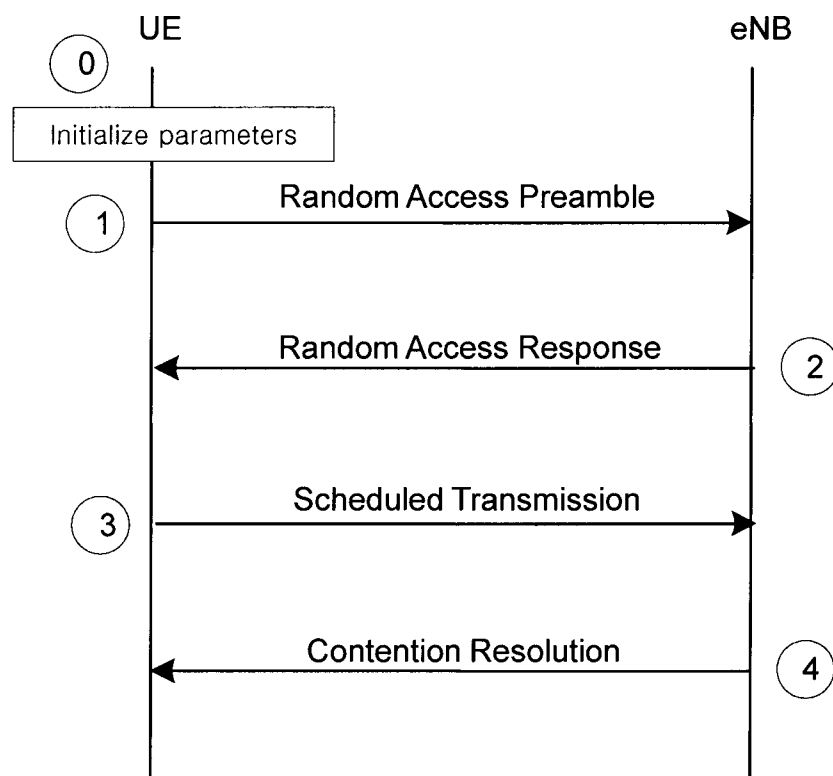 UE
eNB
0
Initialize parameters
1
Random Access Preamble
Random Access Response
2
3
Scheduled Transmission
Contention Resolution
4